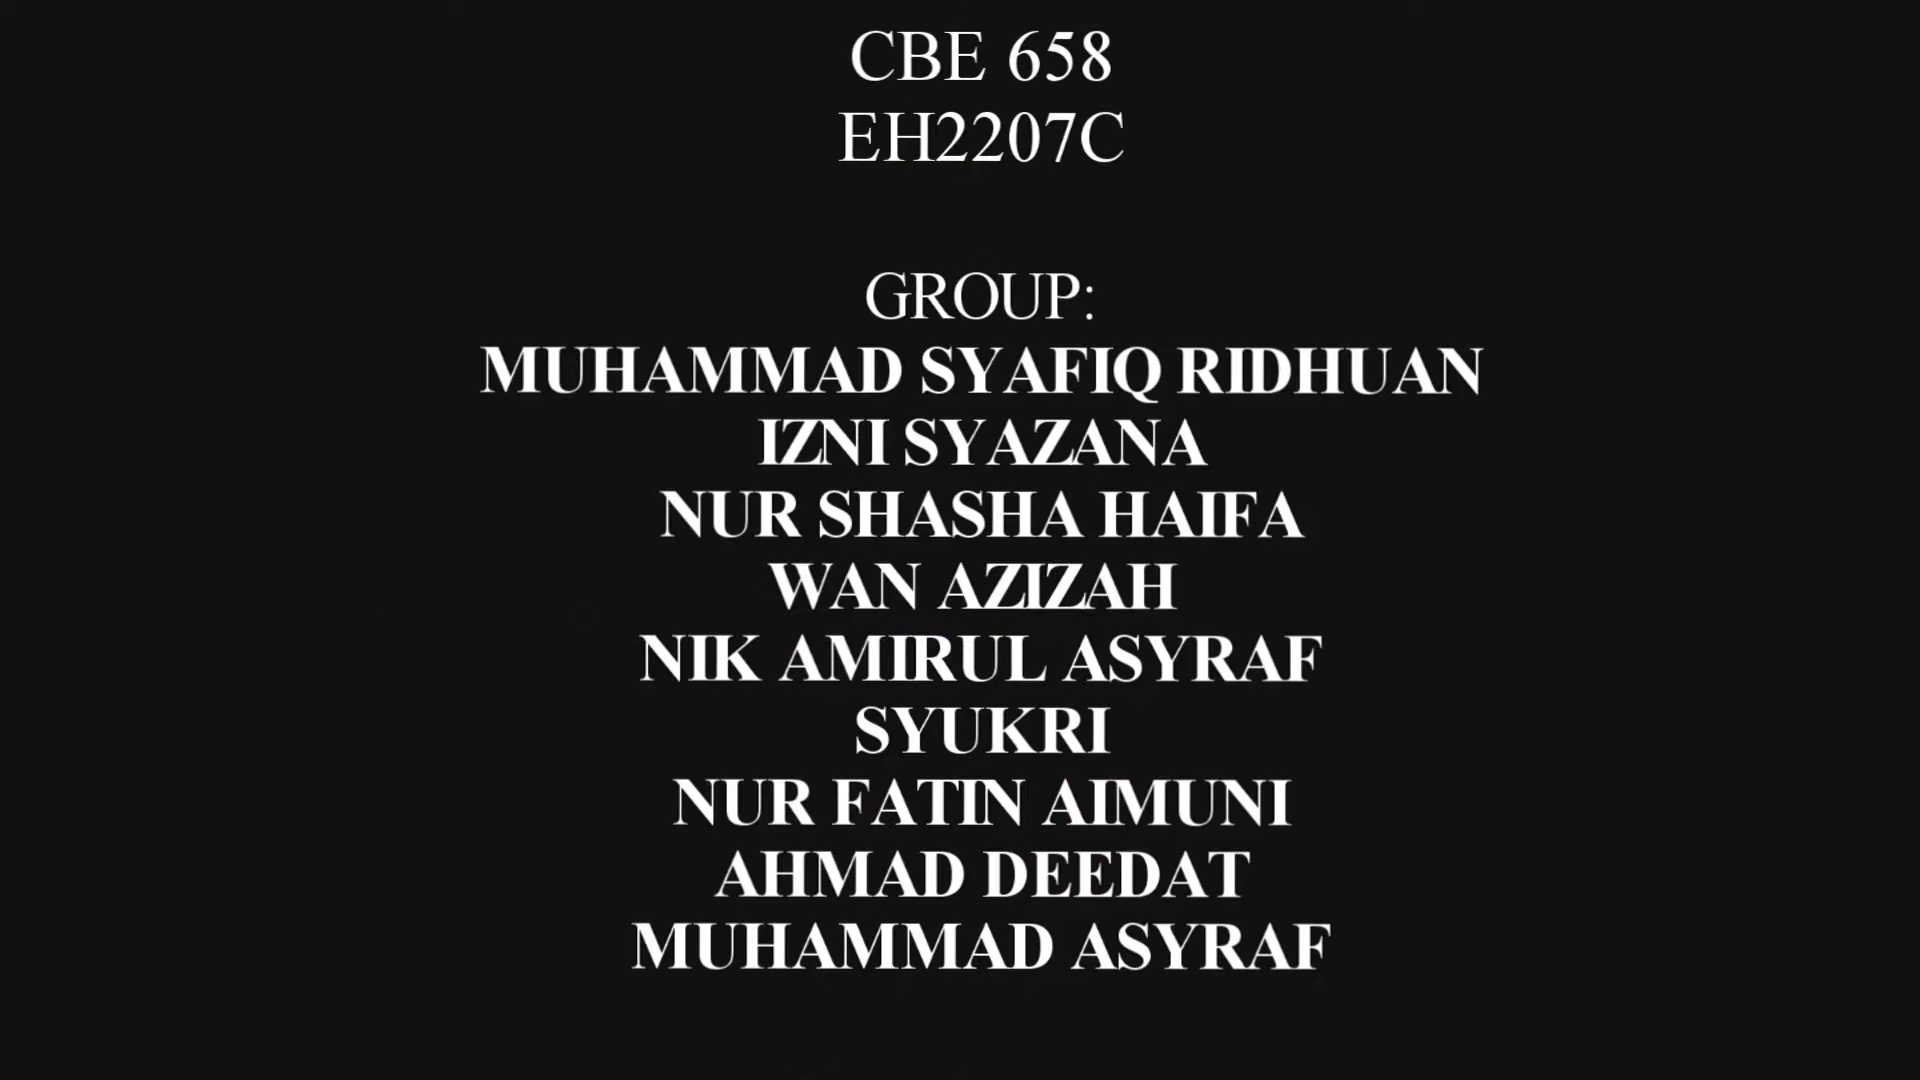 CBE 658
EH2207C
GROUP:
MUHAMMAD SYAFIQ RIDHUAN
IZNI SYAZANA
NUR SHASHA HAIFA
WAN AZIZAH
NIK AMIRUL ASYRAF
SYUKRI
NUR FATIN AIMUNI
AHMAD DEEDAT
MUHAMMAD ASYRAF